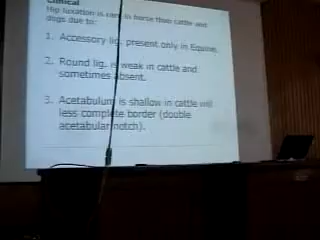 Clinical
Hip luxation is rare in horse than cattle and
dogs due to:
1. Accessory lig. present only in Equine.
2. Round lig. is weak in cattle and
sometimes absent.
3. Acetabulum is shallow in cattle
less complete border (double
acetabular notch).